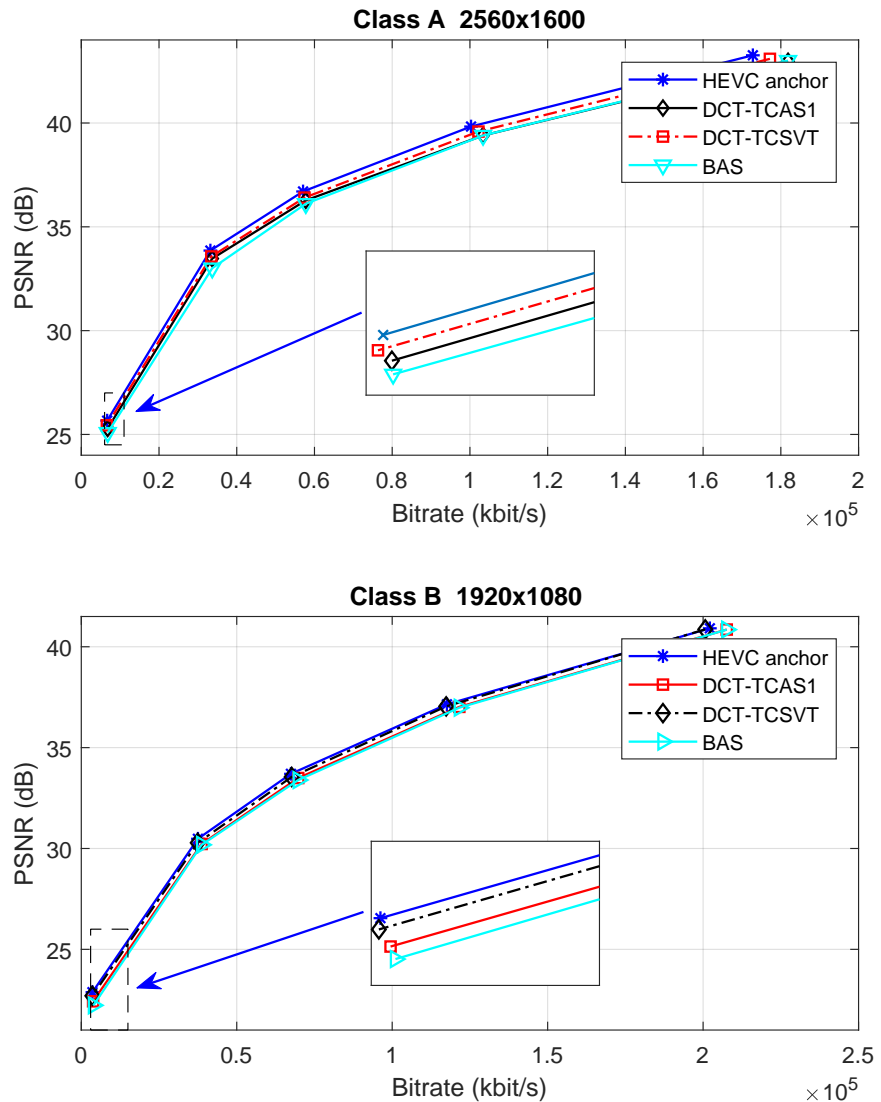 Class A  2560x1600
PSNR (dB)
40
35
30
25
HEVC anchor
DCT-TCAS1
DCT-TCSVT
BAS
0 0.2 0.4 0.6 0.8 1 1.2 1.4 1.6 1.8 2
Bitrate (kbit/s)
×10^5
Class B  1920x1080
PSNR (dB)
40
35
30
25
HEVC anchor
DCT-TCAS1
DCT-TCSVT
BAS
0 0.5 1 1.5 2 2.5
Bitrate (kbit/s)
×10^5